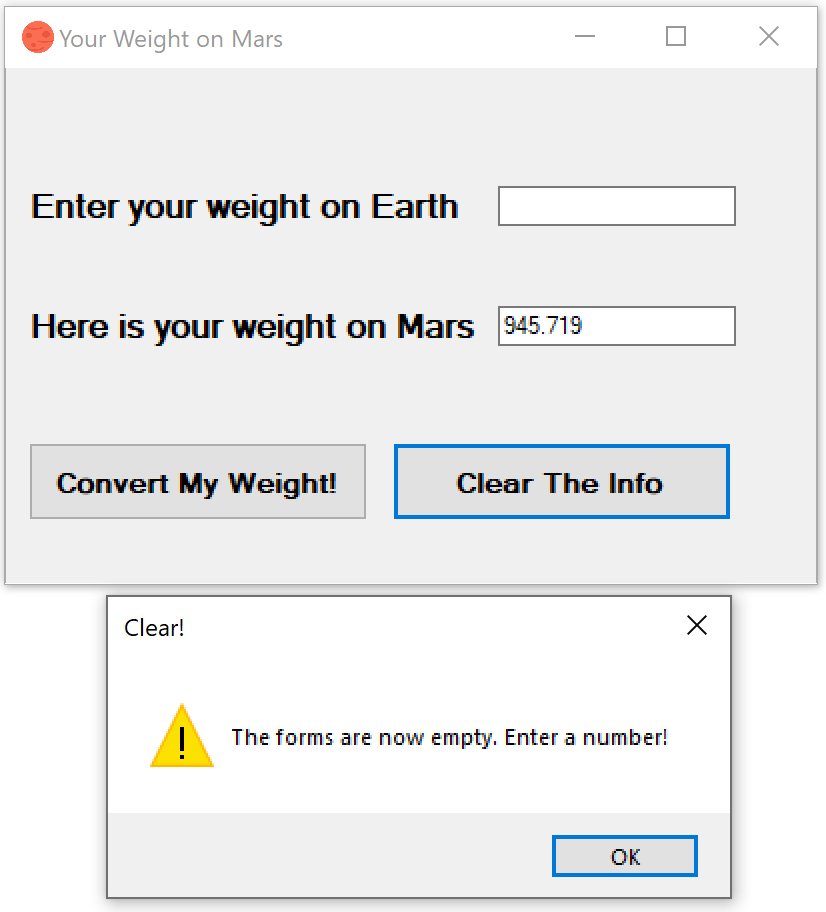 Your Weight on Mars
Enter your weight on Earth
Here is your weight on Mars 945.719
Convert My Weight! Clear The Info
Clear!
The forms are now empty. Enter a number!
OK